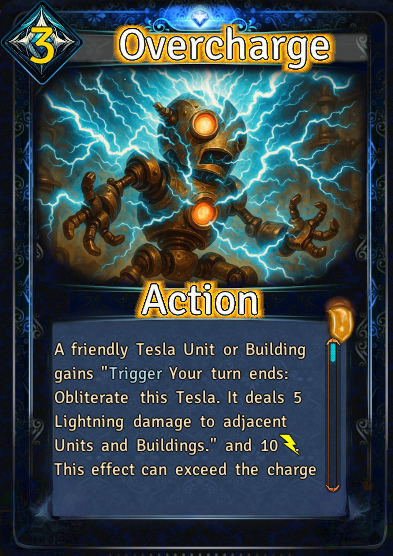 3
Overcharge
Action
A friendly Tesla Unit or Building
gains "Trigger Your turn ends:
Obliterate this Tesla. It deals 5
Lightning damage to adjacent
Units and Buildings." and 10
This effect can exceed the charge